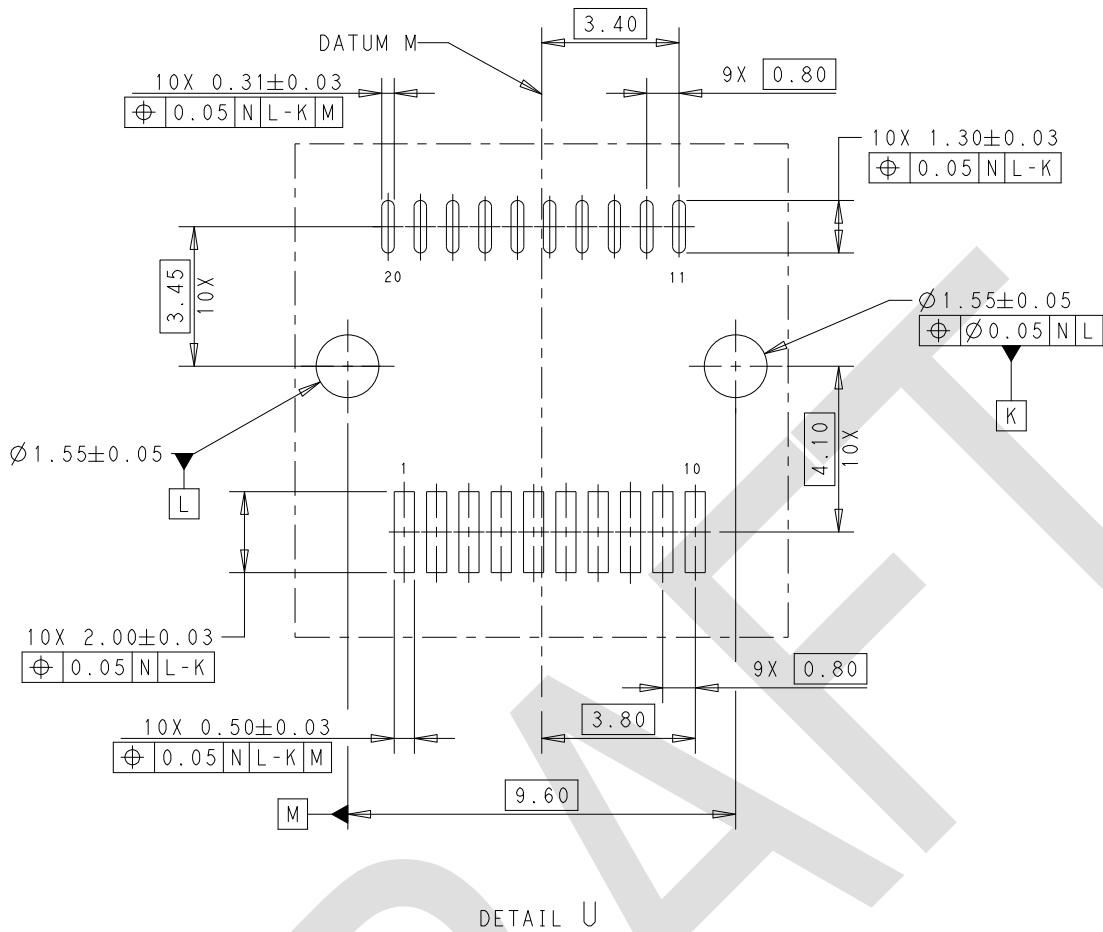 3.40
DATUM M
10X 0.31±0.03
⌖ 0.05 N L-K M
9X 0.80
10X 1.30±0.03
⌖ 0.05 N L-K
20
11
3.45
10X
Ø1.55±0.05
⌖ Ø0.05 N L
K
Ø1.55±0.05
L
4.10
10X
1
10
10X 2.00±0.03
⌖ 0.05 N L-K
9X 0.80
10X 0.50±0.03
⌖ 0.05 N L-K M
3.80
9.60
M
DETAIL U